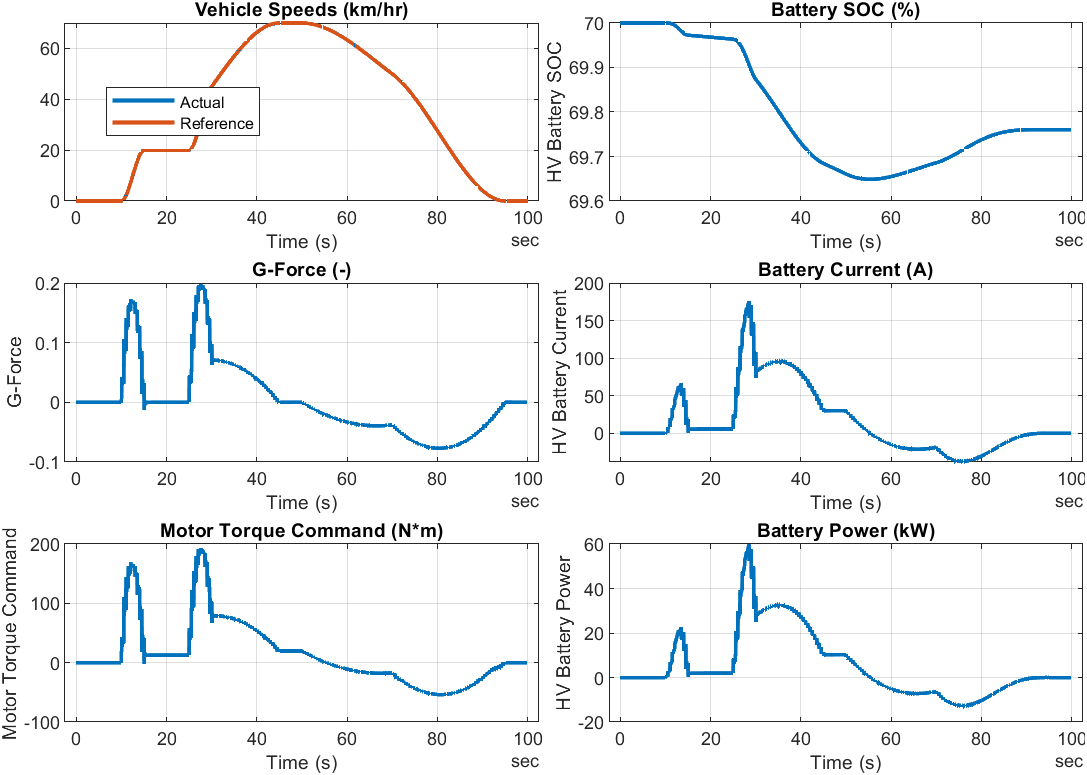 Vehicle Speeds (km/hr)
60
40
20
0
Actual
Reference
0 20 40 60 80 100
Time (s)
sec
Battery SOC (%)
HV Battery SOC
70
69.9
69.8
69.7
69.6
0 20 40 60 80 100
Time (s)
sec
G-Force (-)
G-Force
0.2
0.1
0
-0.1
0 20 40 60 80 100
Time (s)
sec
Battery Current (A)
HV Battery Current
200
150
100
50
0
0 20 40 60 80 100
Time (s)
sec
Motor Torque Command (N*m)
Motor Torque Command
200
100
0
-100
0 20 40 60 80 100
Time (s)
sec
Battery Power (kW)
HV Battery Power
60
40
20
0
-20
0 20 40 60 80 100
Time (s)
sec